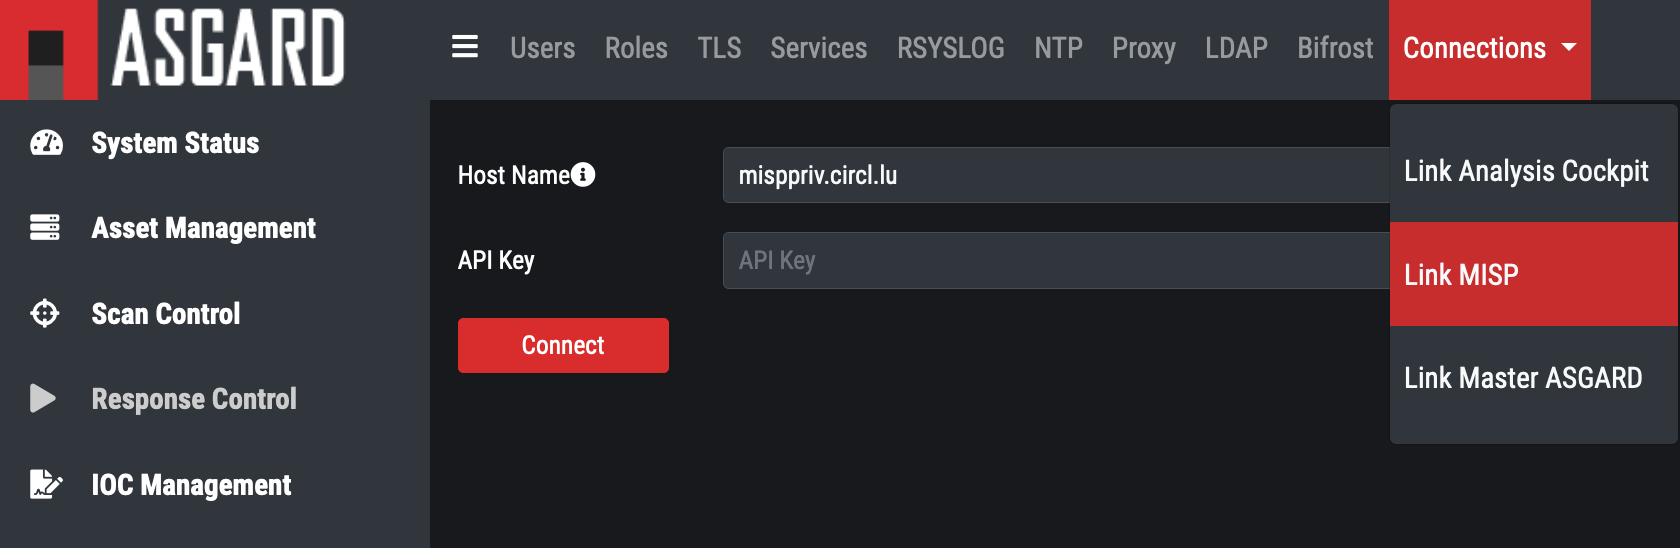 ASGARD
Users Roles TLS Services RSYSLOG NTP Proxy LDAP Bifrost Connections
System Status
Asset Management
Scan Control
Response Control
IOC Management
Host Name
misppriv.circl.lu
API Key
API Key
Connect
Link Analysis Cockpit
Link MISP
Link Master ASGARD